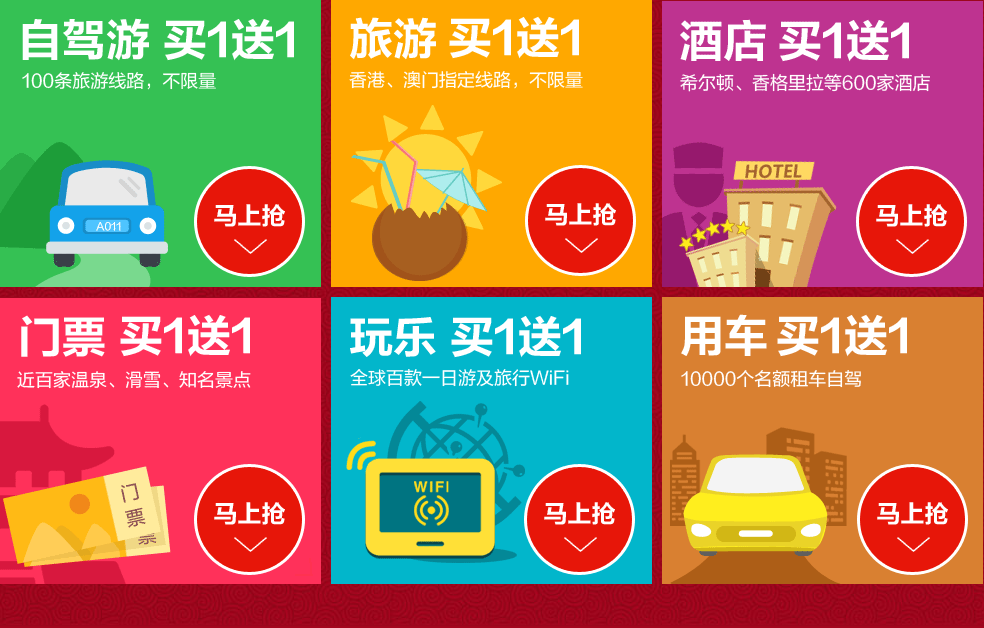 自驾游 买1送1
100条旅游线路，不限量
A011
马上抢
旅游 买1送1
香港、澳门指定线路，不限量
马上抢
酒店 买1送1
希尔顿、香格里拉等600家酒店
HOTEL
马上抢
门票 买1送1
近百家温泉、滑雪、知名景点
门票
票
马上抢
玩乐 买1送1
全球百款一日游及旅行WiFi
WIFI
马上抢
用车 买1送1
10000个名额租车自驾
马上抢